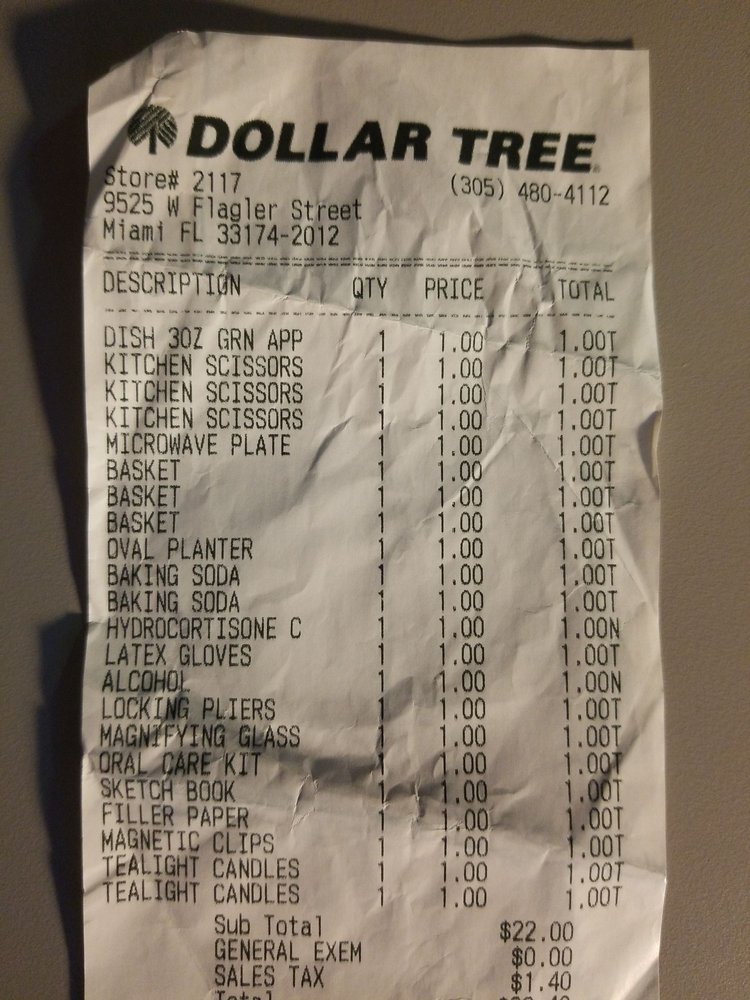 DOLLAR TREE
Store# 2117 (305) 480-4112
9525 W Flagler Street
Miami FL 33174-2012
DESCRIPTION QTY PRICE TOTAL
DISH 3OZ GRN APP 1 1.00 1.00T
KITCHEN SCISSORS 1 1.00 1.00T
KITCHEN SCISSORS 1 1.00 1.00T
KITCHEN SCISSORS 1 1.00 1.00T
MICROWAVE PLATE 1 1.00 1.00T
BASKET 1 1.00 1.00T
BASKET 1 1.00 1.00T
BASKET 1 1.00 1.00T
OVAL PLANTER 1 1.00 1.00T
BAKING SODA 1 1.00 1.00T
BAKING SODA 1 1.00 1.00T
HYDROCORTISONE C 1 1.00 1.00N
LATEX GLOVES 1 1.00 1.00T
ALCOHOL 1 1.00 1.00N
LOCKING PLIERS 1 1.00 1.00T
MAGNIFYING GLASS 1 1.00 1.00T
ORAL CARE KIT 1 1.00 1.00T
SKETCH BOOK 1 1.00 1.00T
FILLER PAPER 1 1.00 1.00T
MAGNETIC CLIPS 1 1.00 1.00T
TEALIGHT CANDLES 1 1.00 1.00T
TEALIGHT CANDLES 1 1.00 1.00T
Sub Total $22.00
GENERAL EXEM $0.00
SALES TAX $1.40
Total